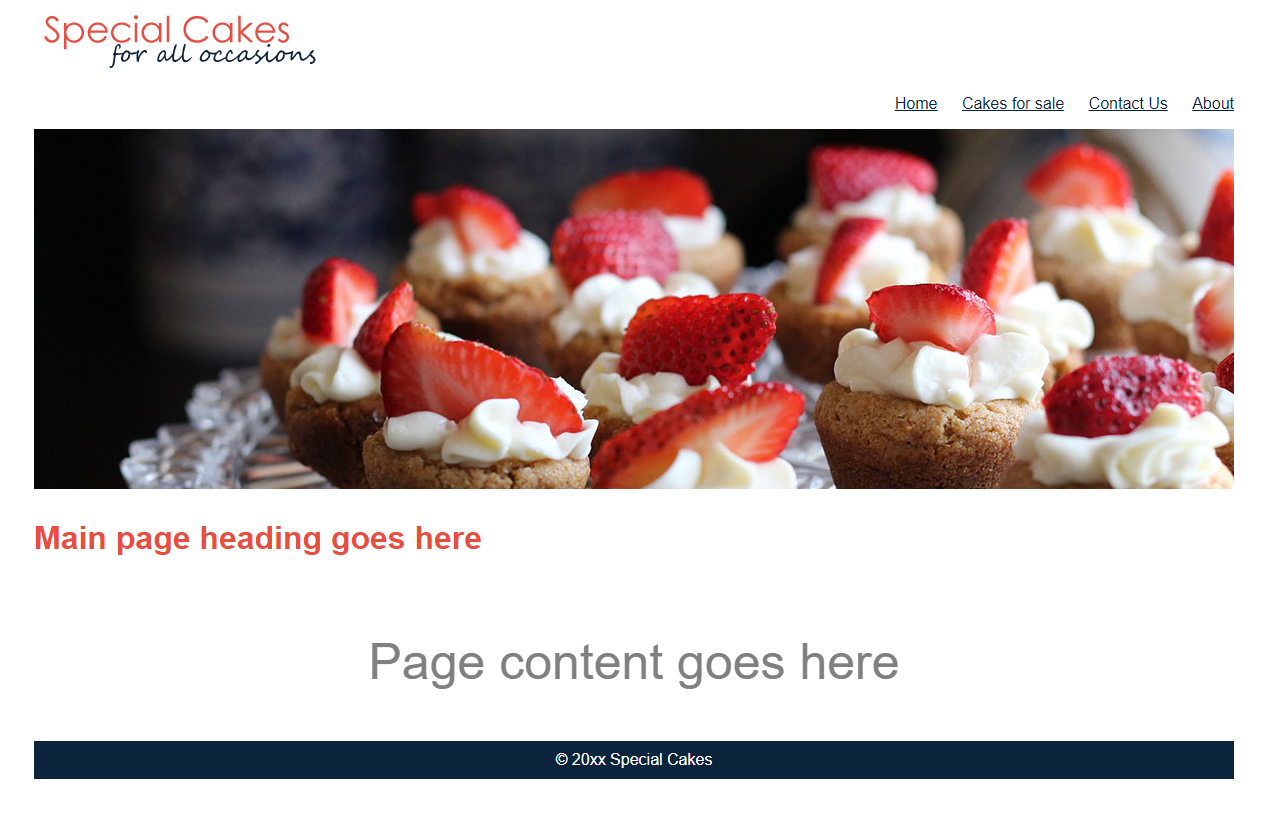 Special Cakes
for all occasions
Home Cakes for sale Contact Us About
Main page heading goes here
Page content goes here
© 20xx Special Cakes